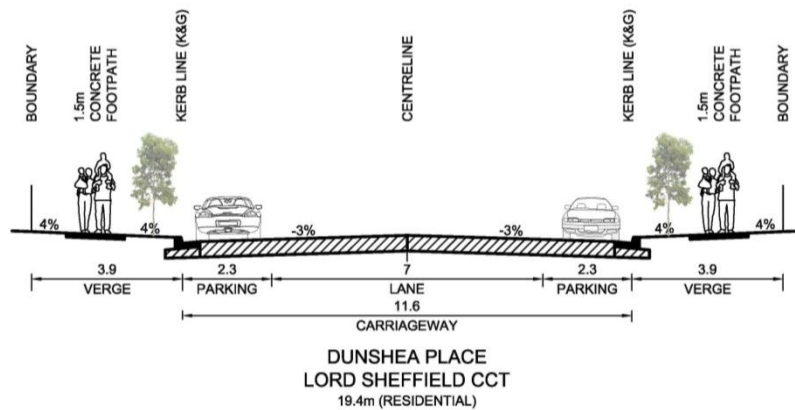 BOUNDARY
1.5m
CONCRETE
FOOTPATH
KERB LINE (K&G)
CENTRELINE
KERB LINE (K&G)
1.5m
CONCRETE
FOOTPATH
BOUNDARY
4%
4%
-3%
-3%
4%
4%
3.9
2.3
7
2.3
3.9
VERGE
PARKING
LANE
PARKING
VERGE
11.6
CARRIAGEWAY
DUNSHEA PLACE
LORD SHEFFIELD CCT
19.4m (RESIDENTIAL)